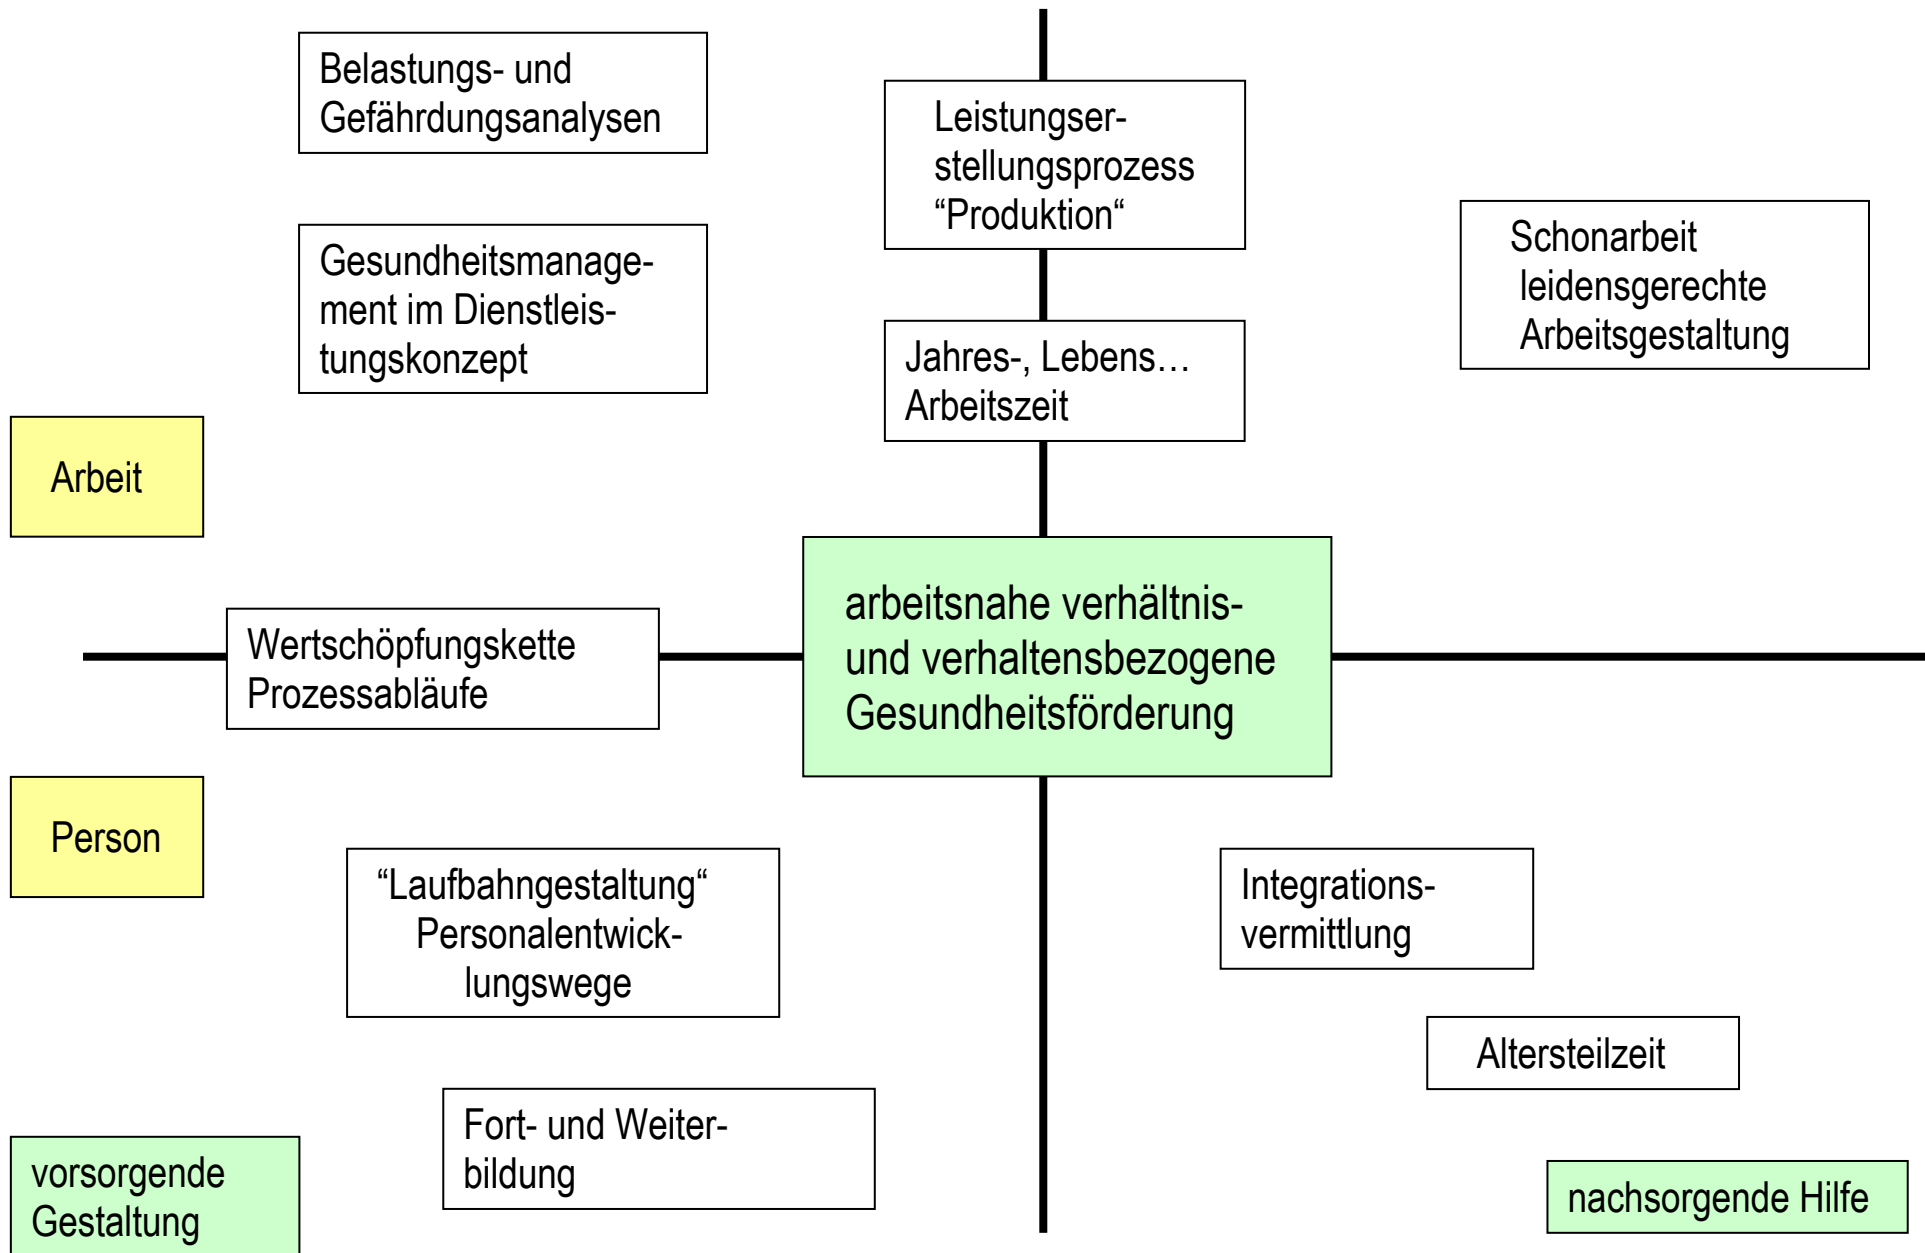 Belastungs- und
Gefährdungsanalysen
Leistungser-
stellungsprozess
“Produktion“
Gesundheitsmanage-
ment im Dienstleis-
tungskonzept
Schonarbeit
leidensgerechte
Arbeitsgestaltung
Jahres-, Lebens…
Arbeitszeit
Arbeit
arbeitsnahe verhältnis-
und verhaltensbezogene
Gesundheitsförderung
Wertschöpfungskette
Prozessabläufe
Person
“Laufbahngestaltung“
Personalentwick-
lungswege
Integrations-
vermittlung
Altersteilzeit
Fort- und Weiter-
bildung
vorsorgende
Gestaltung
nachsorgende Hilfe